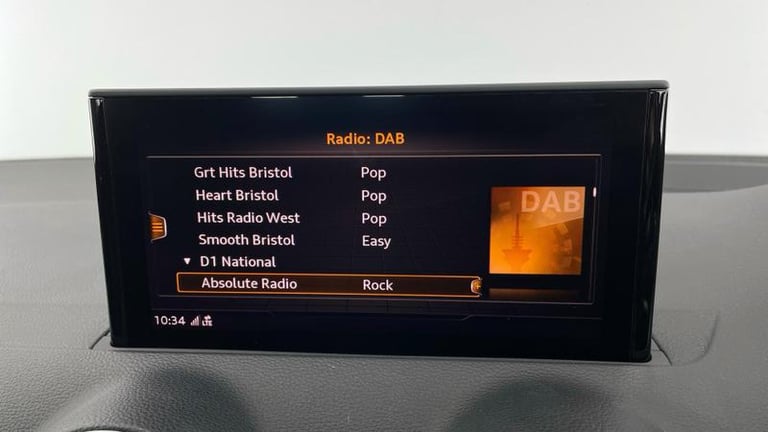 Radio: DAB
Grt Hits Bristol Pop
Heart Bristol Pop
Hits Radio West Pop
Smooth Bristol Easy
▼ D1 National
Absolute Radio Rock
DAB
10:34 LTE